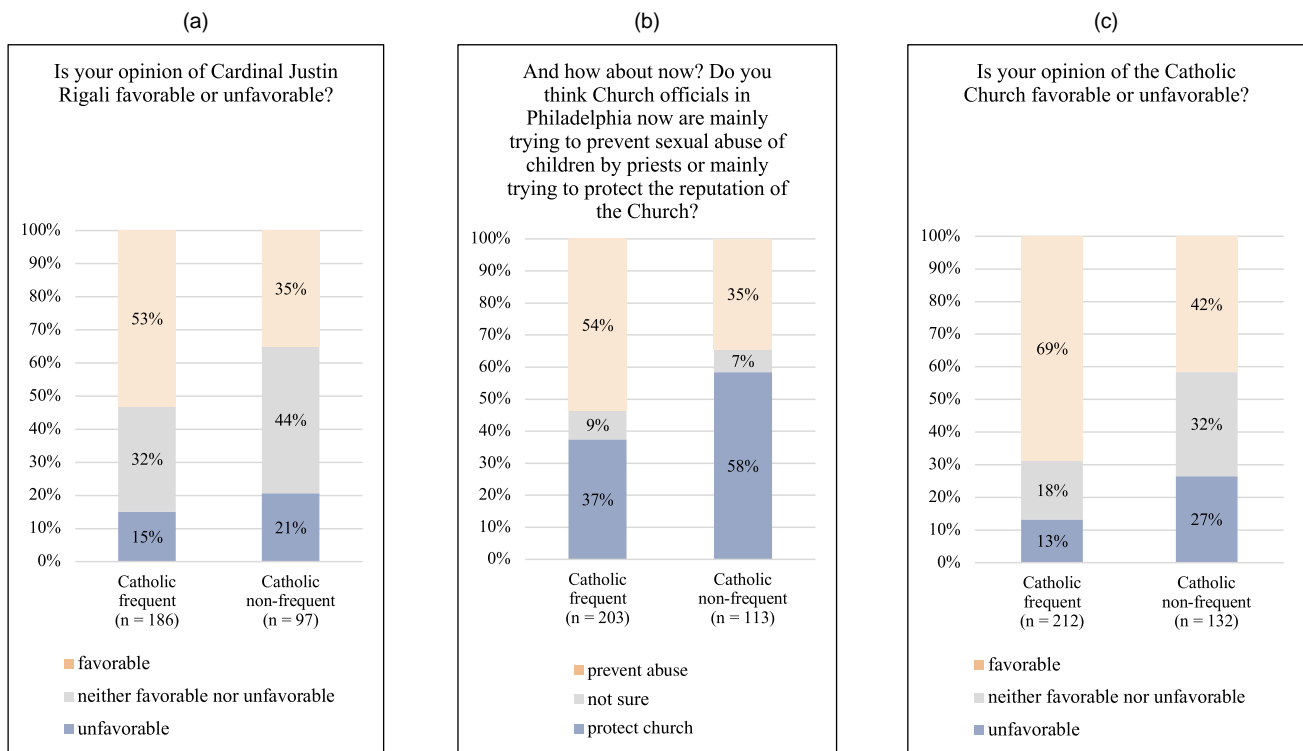 (a)
Is your opinion of Cardinal Justin
Rigali favorable or unfavorable?
100%
90%
80%
70%
60%
50%
40%
30%
20%
10%
0%
53%
32%
15%
35%
44%
21%
Catholic
frequent
(n = 186)
Catholic
non-frequent
(n = 97)
favorable
neither favorable nor unfavorable
unfavorable
(b)
And how about now? Do you
think Church officials in
Philadelphia now are mainly
trying to prevent sexual abuse of
children by priests or mainly
trying to protect the reputation of
the Church?
100%
90%
80%
70%
60%
50%
40%
30%
20%
10%
0%
54%
9%
37%
35%
7%
58%
Catholic
frequent
(n = 203)
Catholic
non-frequent
(n = 113)
prevent abuse
not sure
protect church
(c)
Is your opinion of the Catholic
Church favorable or unfavorable?
100%
90%
80%
70%
60%
50%
40%
30%
20%
10%
0%
69%
18%
13%
42%
32%
27%
Catholic
frequent
(n = 212)
Catholic
non-frequent
(n = 132)
favorable
neither favorable nor unfavorable
unfavorable